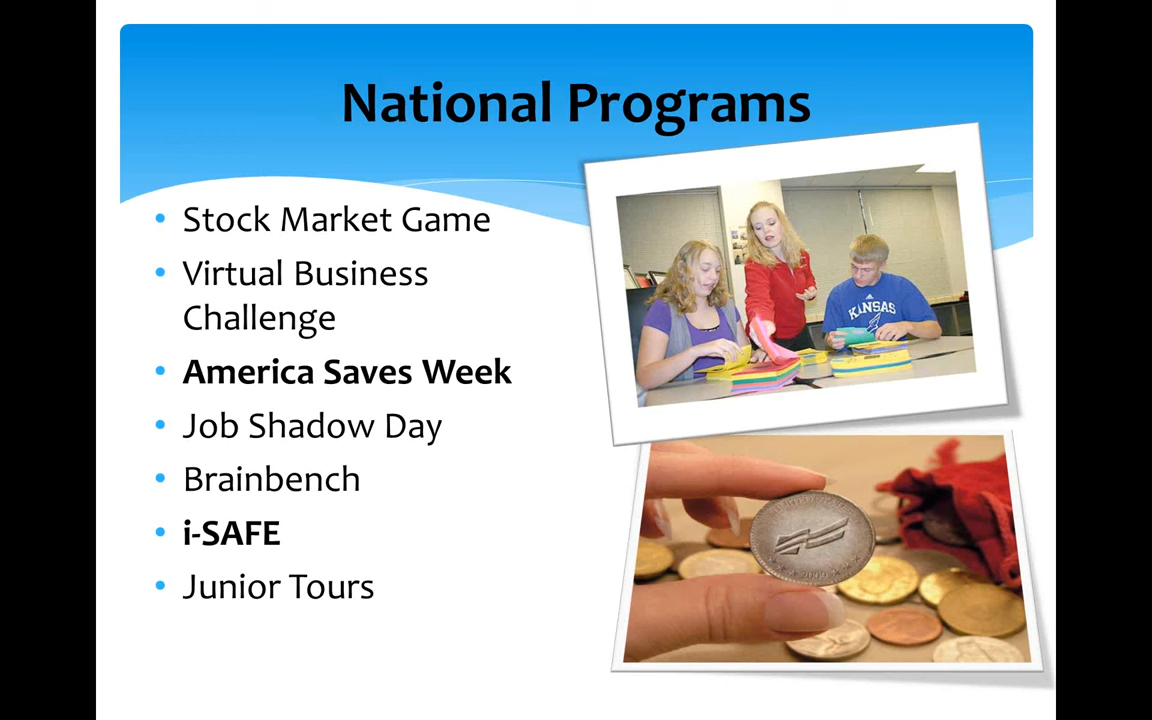 National Programs
Stock Market Game
Virtual Business
Challenge
America Saves Week
Job Shadow Day
Brainbench
i-SAFE
Junior Tours
KANSAS
2009